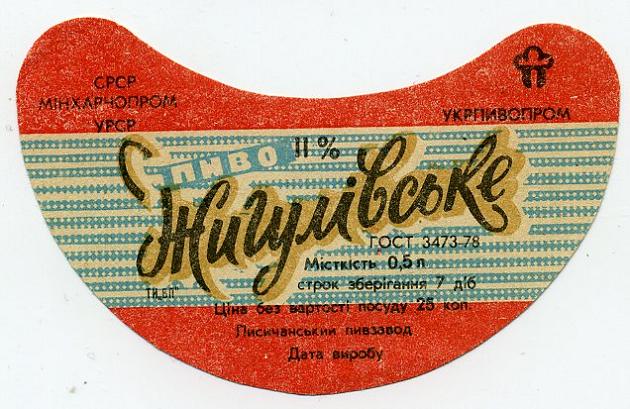 СРСР
МІНХАРЧОПРОМ
УРСР
УКРПИВОПРОМ
ПИВО 11%
Жигулівське
ГОСТ 3473-78
Місткість 0,5 л
строк зберігання 7 діб
Ціна без вартості посуду 25 коп.
Лисичанський пивзавод
Дата виробу